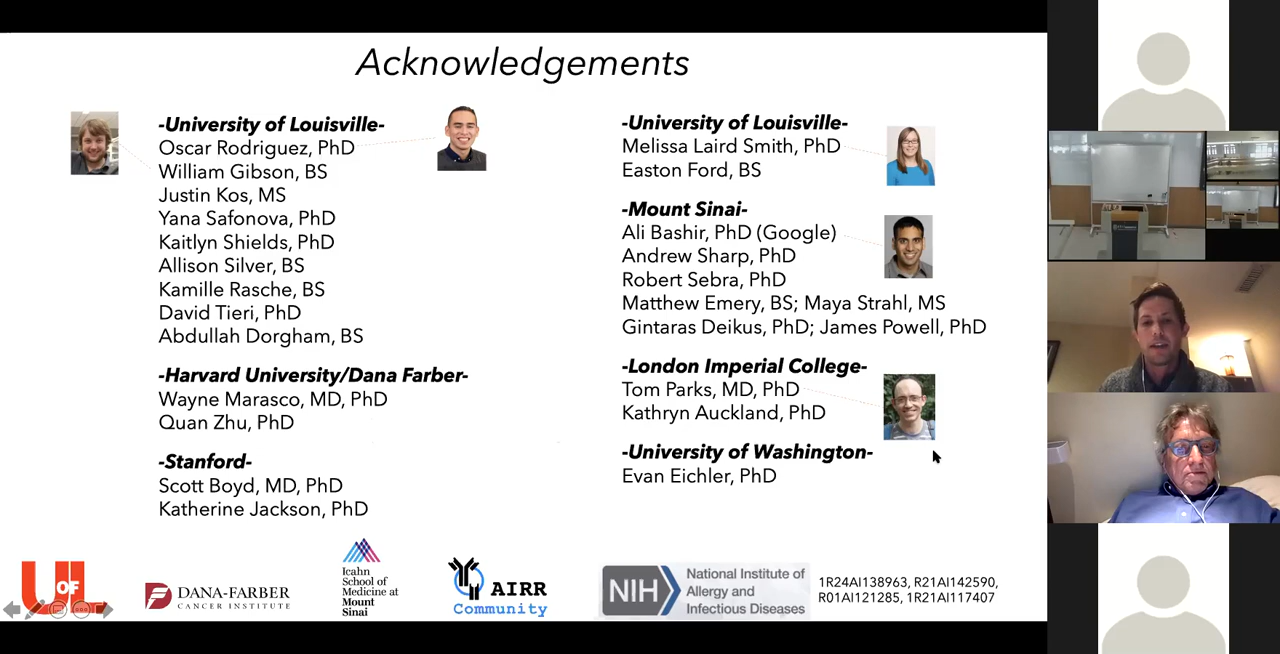 Acknowledgements
-University of Louisville-
Oscar Rodriguez, PhD
William Gibson, BS
Justin Kos, MS
Yana Safonova, PhD
Kaitlyn Shields, PhD
Allison Silver, BS
Kamille Rasche, BS
David Tieri, PhD
Abdullah Dorgham, BS
-Harvard University/Dana Farber-
Wayne Marasco, MD, PhD
Quan Zhu, PhD
-Stanford-
Scott Boyd, MD, PhD
Katherine Jackson, PhD
-University of Louisville-
Melissa Laird Smith, PhD
Easton Ford, BS
-Mount Sinai-
Ali Bashir, PhD (Google)
Andrew Sharp, PhD
Robert Sebra, PhD
Matthew Emery, BS; Maya Strahl, MS
Gintaras Deikus, PhD; James Powell, PhD
-London Imperial College-
Tom Parks, MD, PhD
Kathryn Auckland, PhD
-University of Washington-
Evan Eichler, PhD
UL
OF
DANA-FARBER
CANCER INSTITUTE
Icahn
School of
Medicine at
Mount
Sinai
AIRR
Community
NIH
National Institute of
Allergy and
Infectious Diseases
1R24AI138963, R21AI142590,
R01AI121285, 1R21AI117407